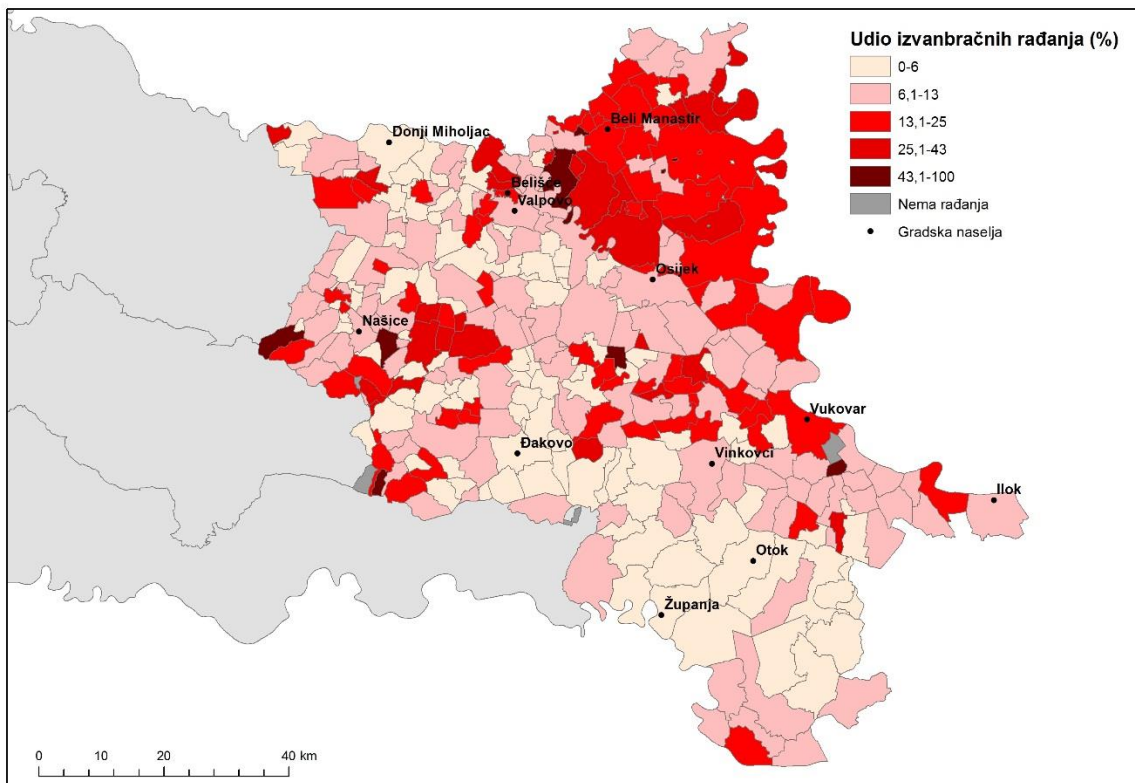 Udio izvanbračnih rađanja (%)
0-6
6,1-13
13,1-25
25,1-43
43,1-100
Nema rađanja
Gradska naselja
Beli Manastir
Donji Miholjac
Belišće
Valpovo
Osijek
Našice
Vukovar
Đakovo
Vinkovci
Ilok
Otok
Županja
0 10 20 40 km